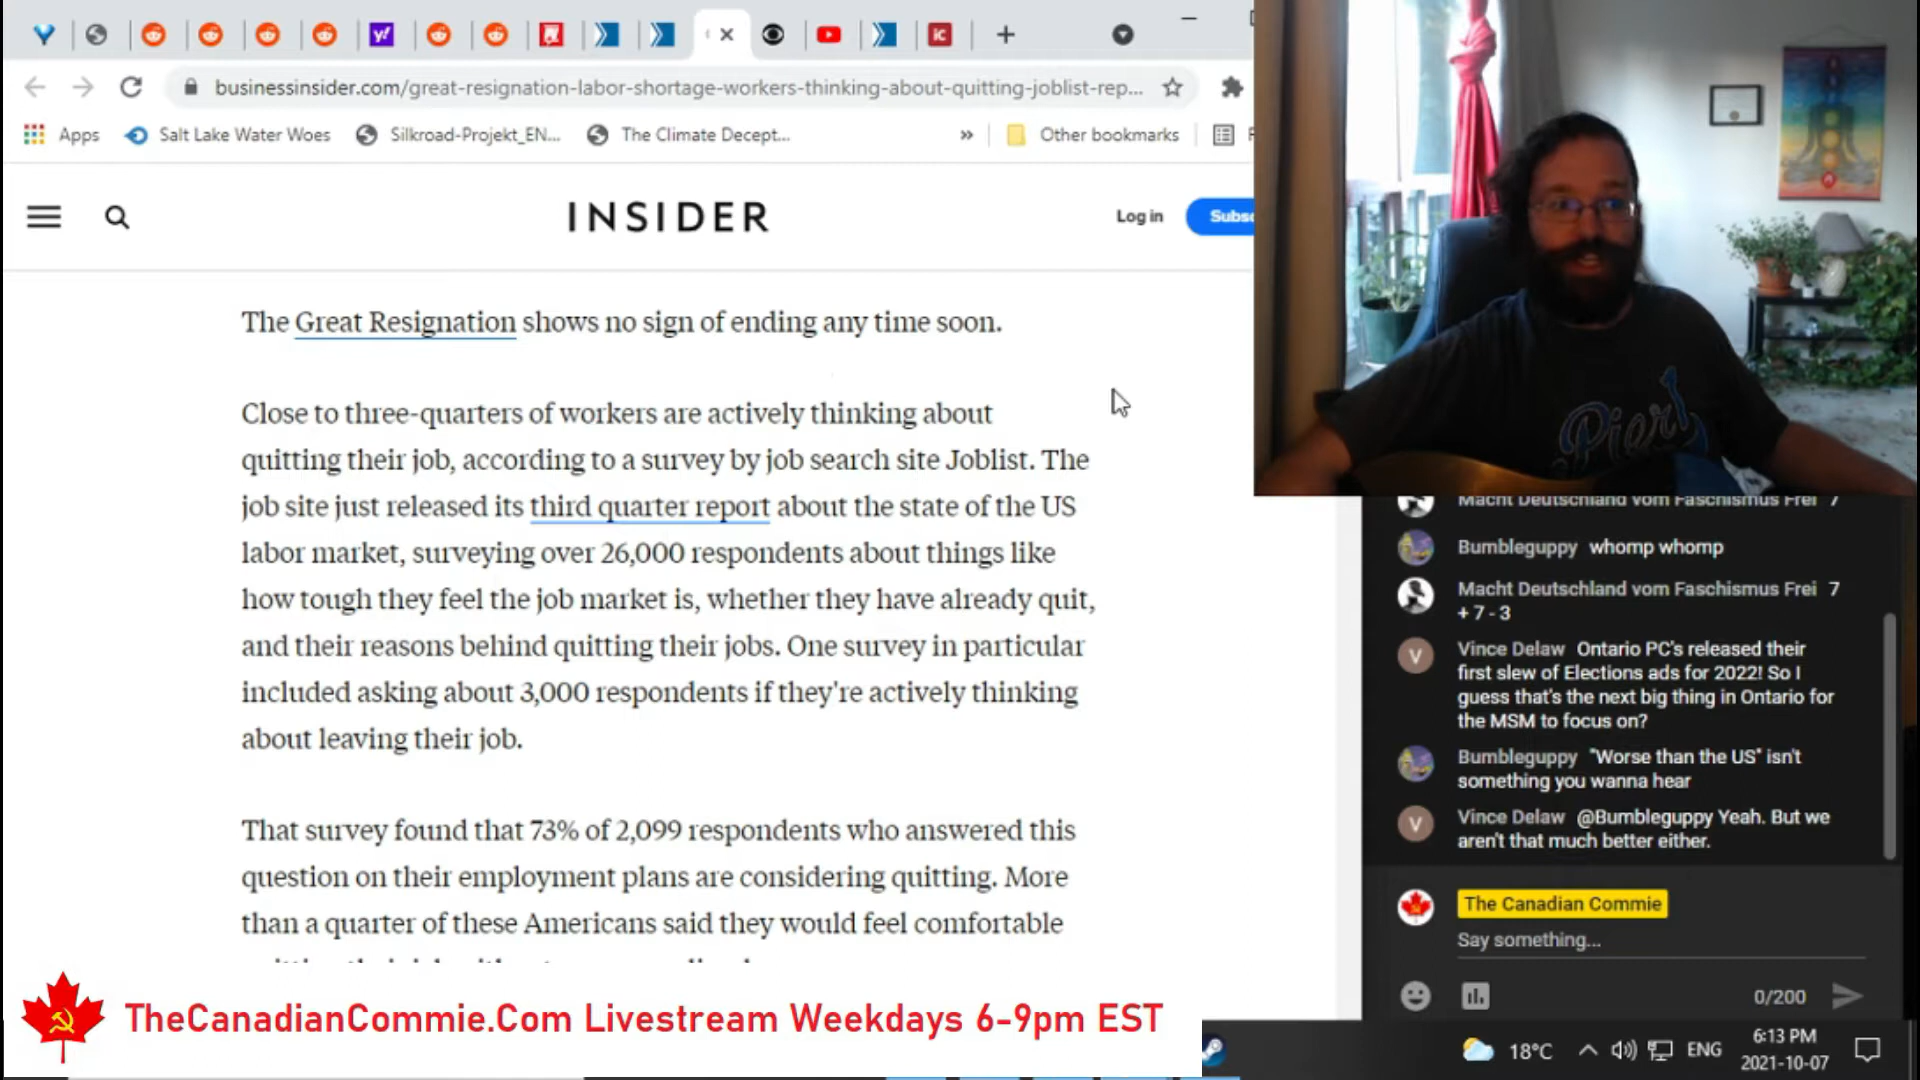 businessinsider.com/great-resignation-labor-shortage-workers-thinking-about-quitting-joblist-rep...
Apps
Salt Lake Water Woes
Silkroad-Projekt_EN...
The Climate Decept...
»
Other bookmarks
INSIDER
Log in
Subsc
The Great Resignation shows no sign of ending any time soon.
Close to three-quarters of workers are actively thinking about
quitting their job, according to a survey by job search site Joblist. The
job site just released its third quarter report about the state of the US
labor market, surveying over 26,000 respondents about things like
how tough they feel the job market is, whether they have already quit,
and their reasons behind quitting their jobs. One survey in particular
included asking about 3,000 respondents if they're actively thinking
about leaving their job.
That survey found that 73% of 2,099 respondents who answered this
question on their employment plans are considering quitting. More
than a quarter of these Americans said they would feel comfortable
Macht Deutschland vom Faschismus Frei 7
Bumbleguppy whomp whomp
Macht Deutschland vom Faschismus Frei 7
+ 7 - 3
Vince Delaw Ontario PC's released their
first slew of Elections ads for 2022! So I
guess that's the next big thing in Ontario for
the MSM to focus on?
Bumbleguppy "Worse than the US" isn't
something you wanna hear
Vince Delaw @Bumbleguppy Yeah. But we
aren't that much better either.
The Canadian Commie
Say something...
0/200
TheCanadianCommie.Com Livestream Weekdays 6-9pm EST
18°C
ENG
6:13 PM
2021-10-07